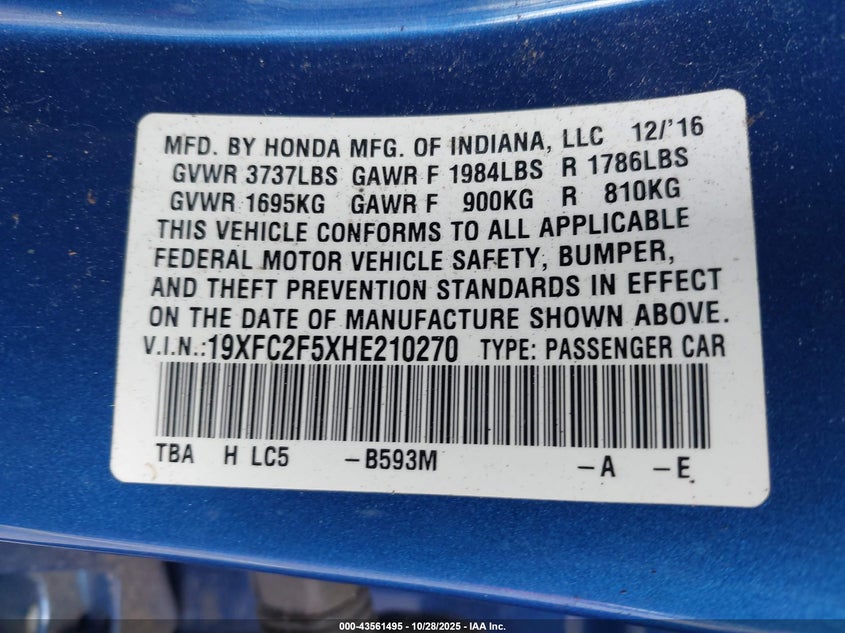 MFD. BY HONDA MFG. OF INDIANA, LLC 12/'16
GVWR 3737LBS GAWR F 1984LBS R 1786LBS
GVWR 1695KG GAWR F 900KG R 810KG
THIS VEHICLE CONFORMS TO ALL APPLICABLE
FEDERAL MOTOR VEHICLE SAFETY, BUMPER,
AND THEFT PREVENTION STANDARDS IN EFFECT
ON THE DATE OF MANUFACTURE SHOWN ABOVE.
V.I.N.:19XFC2F5XHE210270 TYPE: PASSENGER CAR
TBA H LC5 -B593M -A -E
000-43561495 | 10/28/2025 | IAA Inc.